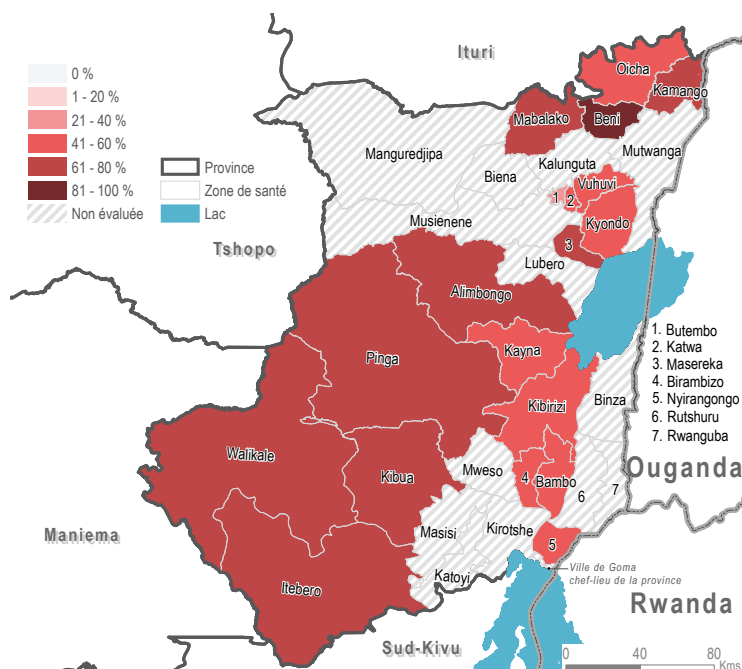 Ituri
0 %
1 - 20 %
21 - 40 %
41 - 60 %
61 - 80 %
81 - 100 %
Non évaluée
Province
Zone de santé
Lac
Oicha
Kamango
Mabalako
Beni
Manguredjipa
Mutwanga
Kalunguta
Biena
Vuhuvi
1
2
Kyondo
Musienene
3
Tshopo
Lubero
Alimbongo
Kayna
Pinga
Kibirizi
Binza
1. Butembo
2. Katwa
3. Masereka
4. Birambizo
5. Nyirangongo
6. Rutshuru
7. Rwanguba
Ouganda
Walikale
Kibua
Mweso
4
Bambo
6
7
Masisi
Kirotshe
5
Maniema
Katoyi
Itebero
Ville de Goma
chef-lieu de la province
Rwanda
Sud-Kivu
0 40 80
Kms